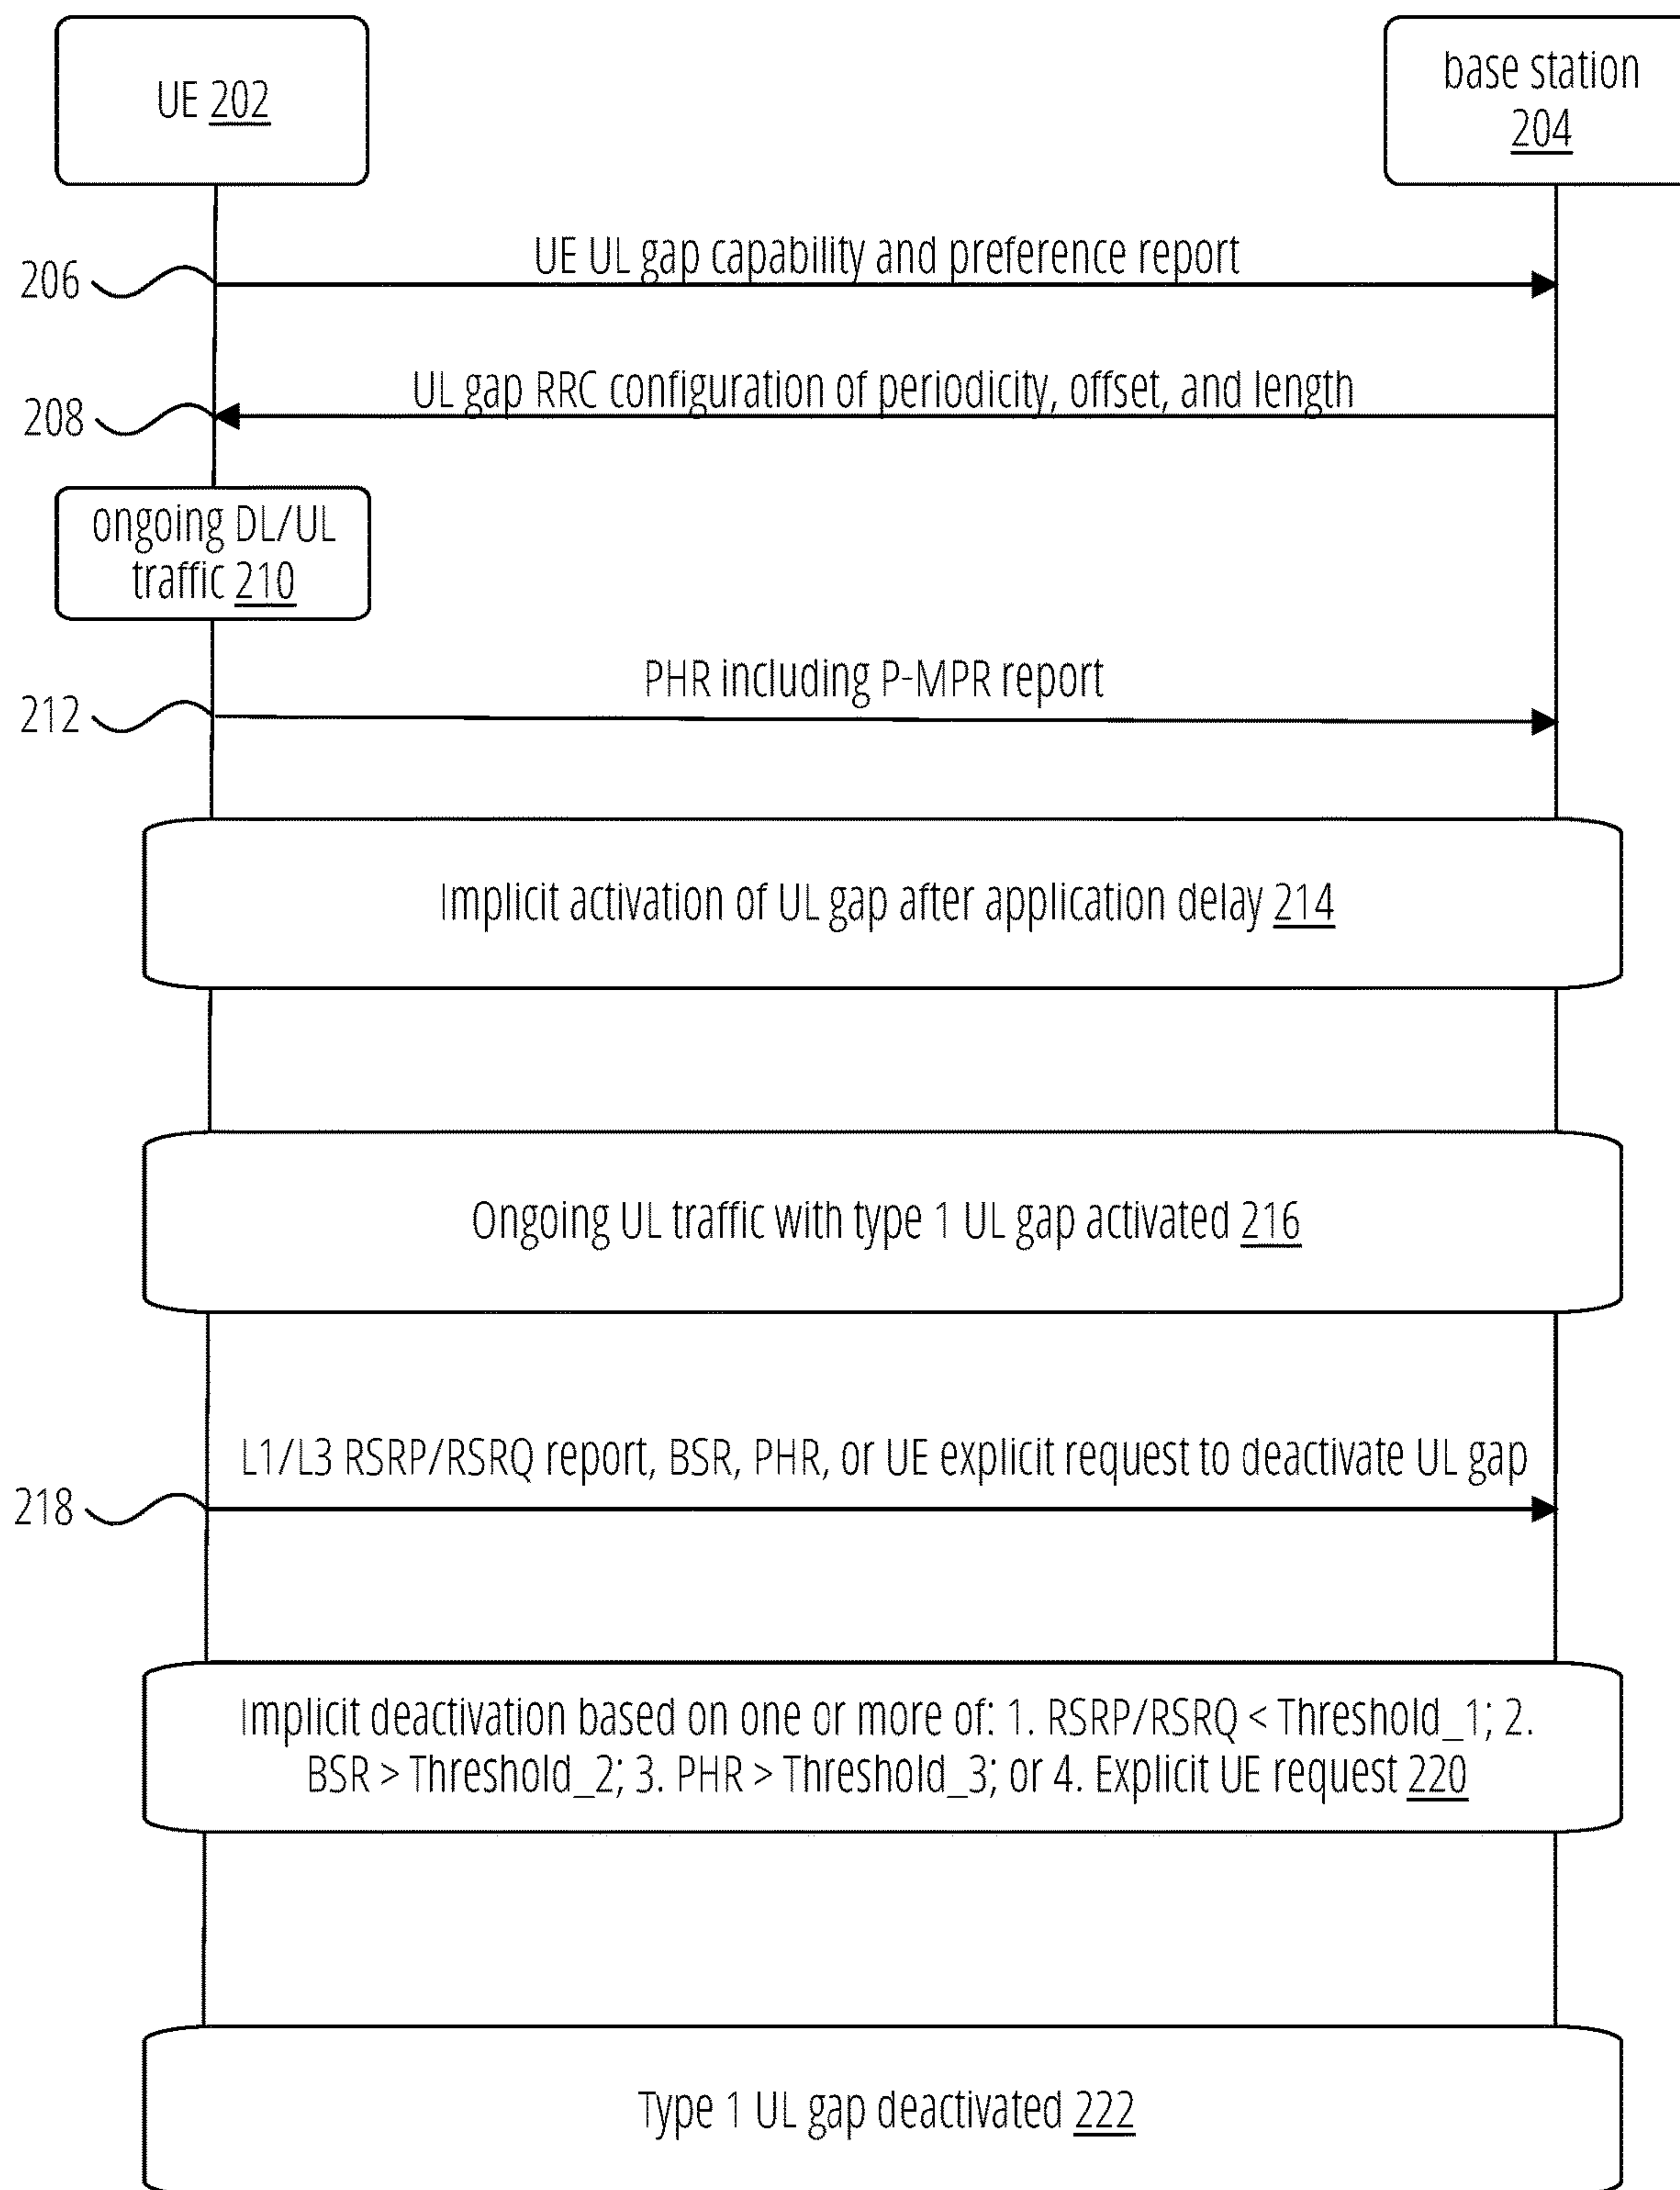 UE 202
base station
204
UE UL gap capability and preference report
206
UL gap RRC configuration of periodicity, offset, and length
208
ongoing DL/UL
traffic 210
PHR including P-MPR report
212
Implicit activation of UL gap after application delay 214
Ongoing UL traffic with type 1 UL gap activated 216
L1/L3 RSRP/RSRQ report, BSR, PHR, or UE explicit request to deactivate UL gap
218
Implicit deactivation based on one or more of: 1. RSRP/RSRQ < Threshold_1; 2.
BSR > Threshold_2; 3. PHR > Threshold_3; or 4. Explicit UE request 220
Type 1 UL gap deactivated 222